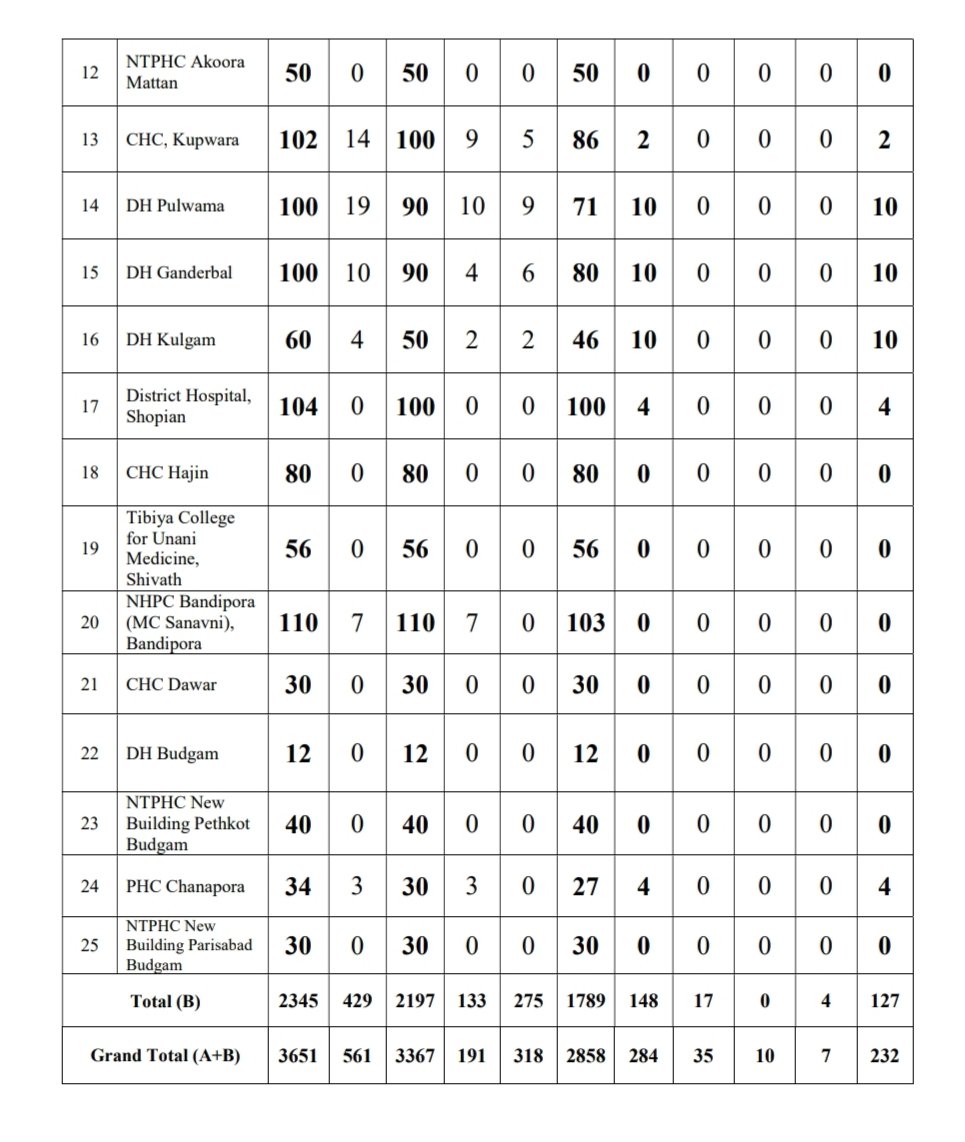 12 NTPHC Akoora Mattan 50 0 50 0 0 50 0 0 0 0 0
13 CHC, Kupwara 102 14 100 9 5 86 2 0 0 0 2
14 DH Pulwama 100 19 90 10 9 71 10 0 0 0 10
15 DH Ganderbal 100 10 90 4 6 80 10 0 0 0 10
16 DH Kulgam 60 4 50 2 2 46 10 0 0 0 10
17 District Hospital, Shopian 104 0 100 0 0 100 4 0 0 0 4
18 CHC Hajin 80 0 80 0 0 80 0 0 0 0 0
19 Tibiya College for Unani Medicine, Shivath 56 0 56 0 0 56 0 0 0 0 0
20 NHPC Bandipora (MC Sanavni), Bandipora 110 7 110 7 0 103 0 0 0 0 0
21 CHC Dawar 30 0 30 0 0 30 0 0 0 0 0
22 DH Budgam 12 0 12 0 0 12 0 0 0 0 0
23 NTPHC New Building Pethkot Budgam 40 0 40 0 0 40 0 0 0 0 0
24 PHC Chanapora 34 3 30 3 0 27 4 0 0 0 4
25 NTPHC New Building Parisabad Budgam 30 0 30 0 0 30 0 0 0 0 0
Total (B) 2345 429 2197 133 275 1789 148 17 0 4 127
Grand Total (A+B) 3651 561 3367 191 318 2858 284 35 10 7 232